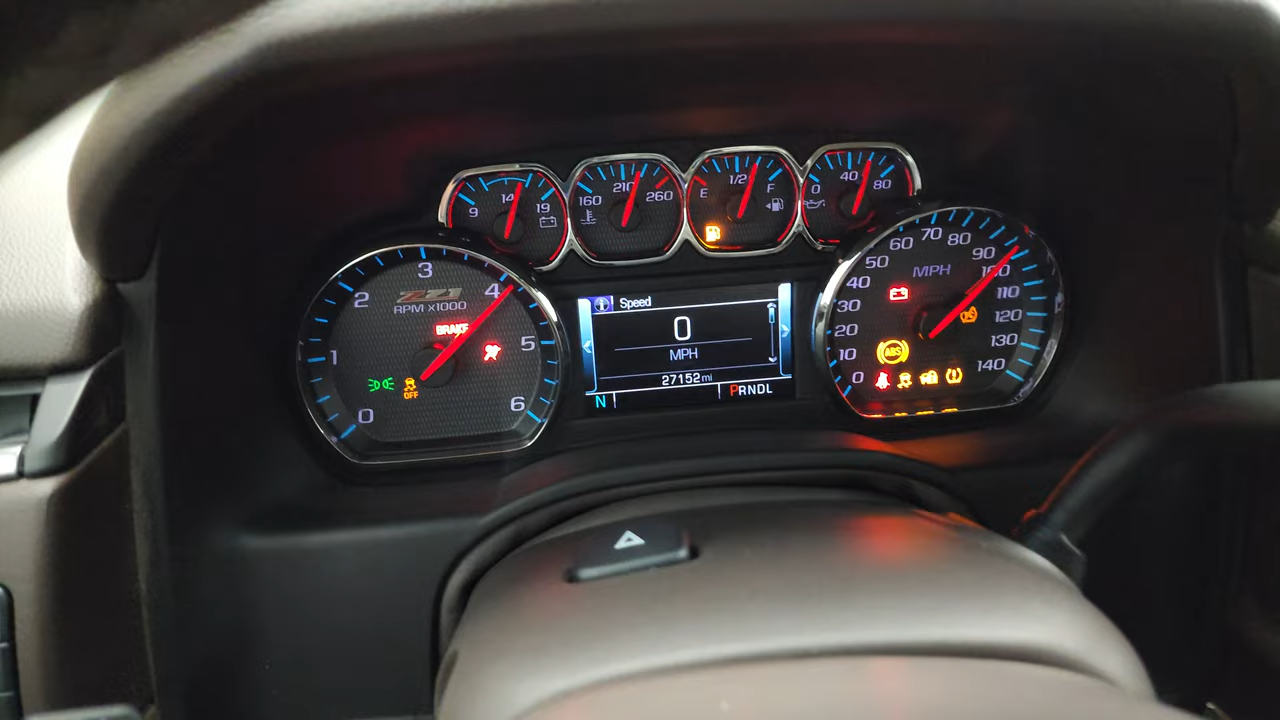 9 14 19
160 210 260
E 1/2 F
0 40 80
0 1 2 3 4 5 6
Z71
RPM x1000
BRAKE
OFF
Speed
0
MPH
27152 mi
N
PRNDL
0 10 20 30 40 50 60 70 80 90 100 110 120 130 140
MPH
ABS